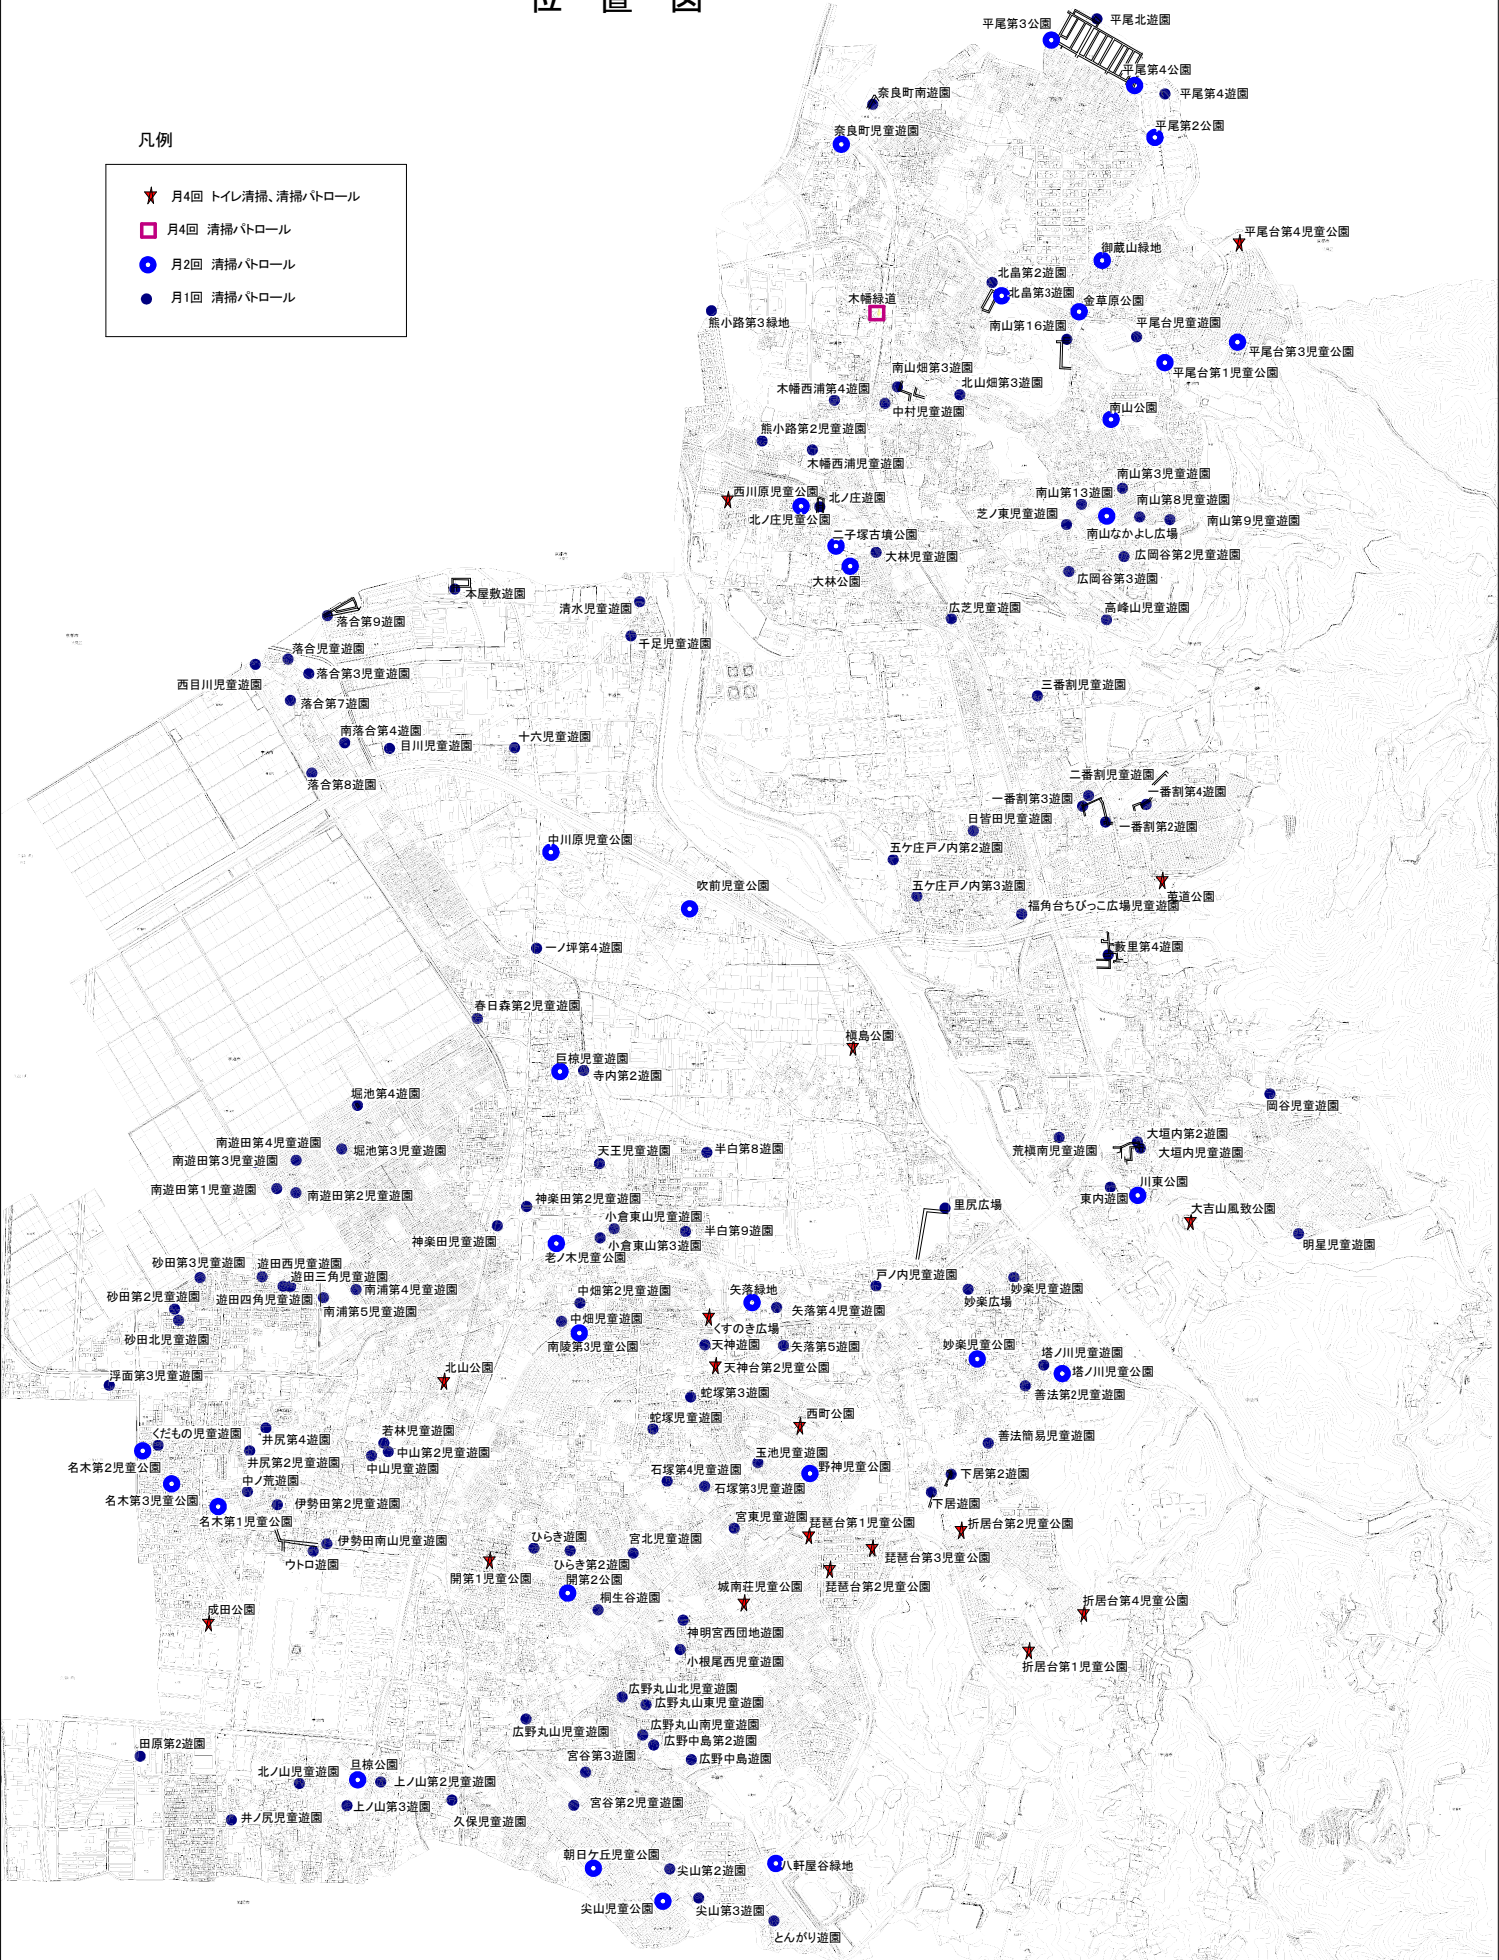 位置図
凡例
月4回 トイレ清掃、清掃パトロール
月4回 清掃パトロール
月2回 清掃パトロール
月1回 清掃パトロール
平尾北遊園
平尾第3公園
平尾第4公園
平尾第4遊園
奈良町南遊園
平尾第2公園
奈良町児童遊園
平尾台第4児童公園
御蔵山緑地
北畠第2遊園
北畠第3遊園
木幡緑道
金草原公園
熊小路第3緑地
南山第16遊園
平尾台児童遊園
平尾台第3児童公園
平尾台第1児童公園
南山畑第3遊園
北山畑第3遊園
木幡西浦第4遊園
中村児童遊園
南山公園
熊小路第2児童遊園
木幡西浦児童遊園
南山第3児童遊園
西川原児童公園
北ノ庄遊園
南山第13遊園
南山第8児童遊園
北ノ庄児童公園
芝ノ東児童遊園
南山第9児童遊園
二子塚古墳公園
南山なかよし広場
大林児童遊園
広岡谷第2児童遊園
大林公園
広岡谷第3遊園
本屋敷遊園
清水児童遊園
広芝児童遊園
高峰山児童遊園
落合第9遊園
千足児童遊園
落合児童遊園
落合第3児童遊園
西目川児童遊園
三番割児童遊園
落合第7遊園
南落合第4遊園
目川児童遊園
十六児童遊園
落合第8遊園
二番割児童遊園
一番割第4遊園
一番割第3遊園
日皆田児童遊園
一番割第2遊園
中川原児童公園
五ケ庄戸ノ内第2遊園
吹前児童公園
五ケ庄戸ノ内第3遊園
莵道公園
福角台ちびっこ広場児童遊園
一ノ坪第4遊園
薮里第4遊園
春日森第2児童遊園
槇島公園
巨椋児童遊園
寺内第2遊園
堀池第4遊園
岡谷児童遊園
南遊田第4児童遊園
堀池第3児童遊園
天王児童遊園
半白第8遊園
荒槇南児童遊園
大垣内第2遊園
大垣内児童遊園
南遊田第3児童遊園
南遊田第1児童遊園
南遊田第2児童遊園
神楽田第2児童遊園
川東公園
東内遊園
里尻広場
大吉山風致公園
小倉東山児童遊園
半白第9遊園
神楽田児童遊園
小倉東山第3遊園
明星児童遊園
老ノ木児童公園
砂田第3児童遊園
遊田西児童遊園
遊田三角児童遊園
戸ノ内児童遊園
妙楽児童遊園
南浦第4児童遊園
砂田第2児童遊園
遊田四角児童遊園
南浦第5児童遊園
中畑第2児童遊園
矢落緑地
矢落第4児童遊園
妙楽広場
砂田北児童遊園
中畑児童遊園
くすのき広場
南陵第3児童公園
天神遊園
矢落第5遊園
妙楽児童公園
塔ノ川児童遊園
北山公園
天神台第2児童公園
塔ノ川児童公園
浮面第3児童遊園
善法第2児童遊園
蛇塚第3遊園
蛇塚児童遊園
西町公園
くだもの児童遊園
井尻第4遊園
若林児童遊園
善法簡易児童遊園
名木第2児童公園
井尻第2児童遊園
中山第2児童遊園
中山児童遊園
玉池児童遊園
野神児童公園
中ノ荒遊園
石塚第4児童遊園
下居第2遊園
名木第3児童公園
石塚第3児童遊園
下居遊園
名木第1児童公園
伊勢田第2児童遊園
宮東児童遊園
琵琶台第1児童公園
折居台第2児童公園
伊勢田南山児童遊園
ひらき遊園
宮北児童遊園
琵琶台第3児童公園
ウトロ遊園
ひらき第2遊園
開第1児童公園
開第2公園
城南荘児童公園
琵琶台第2児童公園
桐生谷遊園
折居台第4児童公園
成田公園
神明宮西団地遊園
小根尾西児童遊園
折居台第1児童公園
広野丸山北児童遊園
広野丸山東児童遊園
広野丸山児童遊園
広野丸山南児童遊園
田原第2遊園
広野中島第2遊園
宮谷第3遊園
広野中島遊園
北ノ山児童遊園
旦椋公園
上ノ山第2児童遊園
宮谷第2児童遊園
上ノ山第3遊園
井ノ尻児童遊園
久保児童遊園
朝日ケ丘児童公園
尖山第2遊園
八軒屋谷緑地
尖山児童公園
尖山第3遊園
とんがり遊園